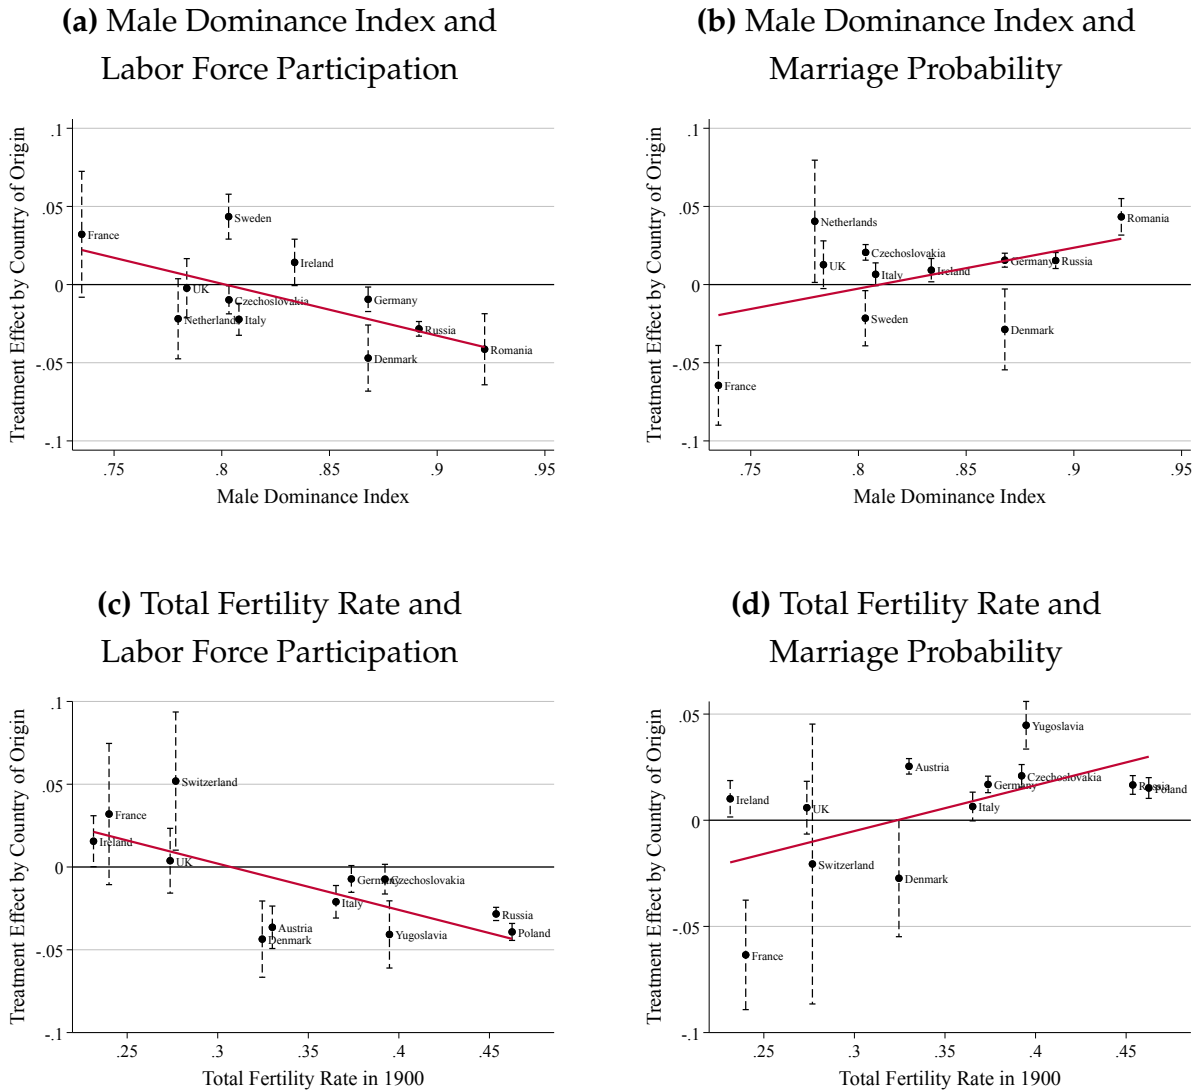 (a) Male Dominance Index and
Labor Force Participation
Treatment Effect by Country of Origin
.1
.05
0
-.05
-.1
France
Sweden
Ireland
UK
Czechoslovakia
Netherlands
Italy
Germany
Russia
Denmark
Romania
.75
.8
.85
.9
.95
Male Dominance Index
(b) Male Dominance Index and
Marriage Probability
Treatment Effect by Country of Origin
.1
.05
0
-.05
-.1
Netherlands
Romania
Czechoslovakia
UK
Italy
Ireland
Germany
Russia
Sweden
Denmark
France
.75
.8
.85
.9
.95
Male Dominance Index
(c) Total Fertility Rate and
Labor Force Participation
Treatment Effect by Country of Origin
.1
.05
0
-.05
-.1
Switzerland
France
Ireland
UK
Germany
Czechoslovakia
Italy
Russia
Austria
Denmark
Yugoslavia
Poland
.25
.3
.35
.4
.45
Total Fertility Rate in 1900
(d) Total Fertility Rate and
Marriage Probability
Treatment Effect by Country of Origin
.05
0
-.05
-.1
Yugoslavia
Austria
Czechoslovakia
Germany
Russia
Poland
Ireland
UK
Italy
Switzerland
Denmark
France
.25
.3
.35
.4
.45
Total Fertility Rate in 1900